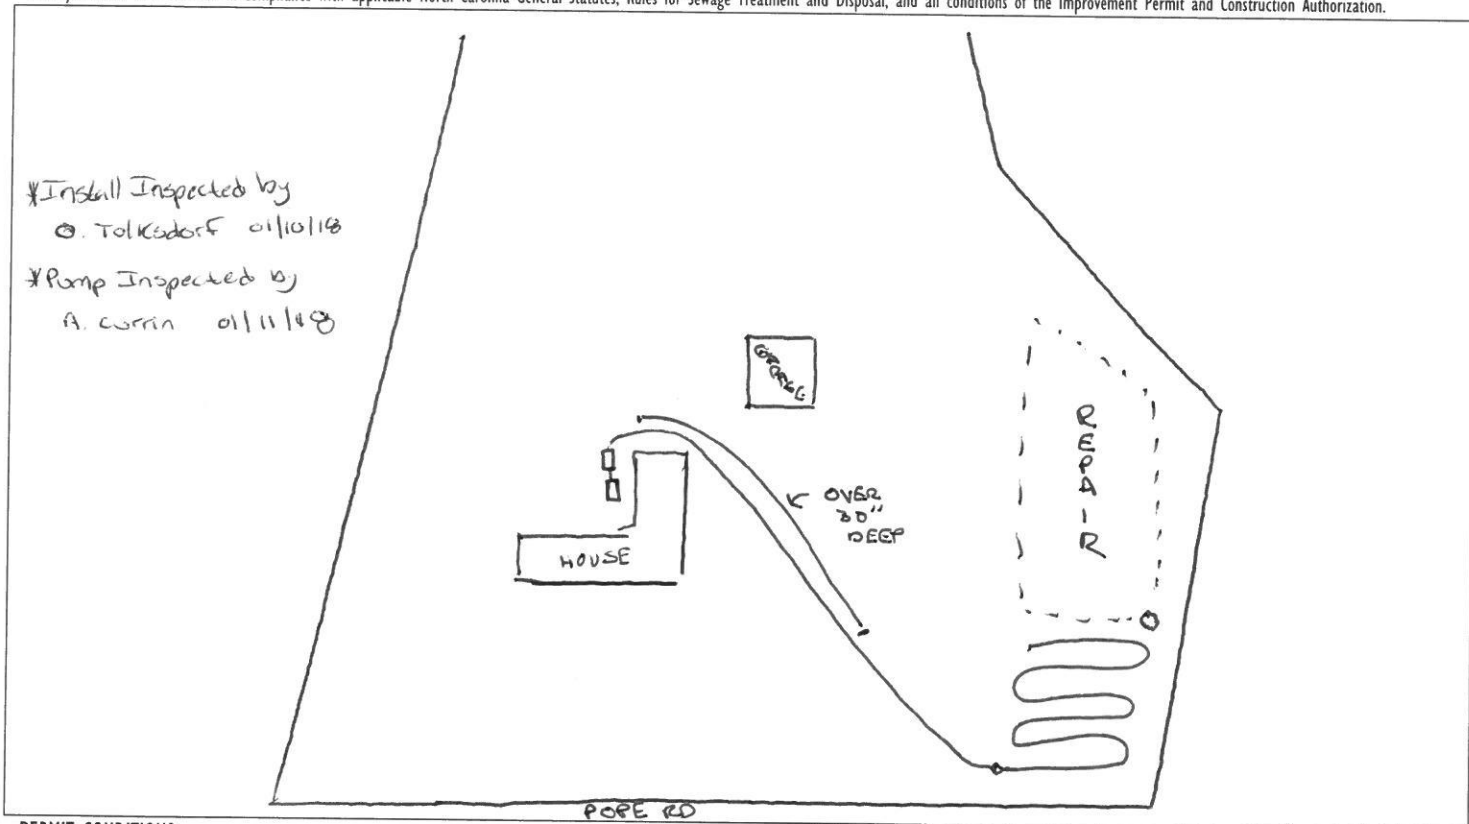 compliance with applicable North Carolina General Statutes, Rules for Sewage Treatment and Disposal, and all conditions of the Improvement Permit and Construction Authorization.
*Install Inspected by
O. Tolksdorf 01/10/18
*Pump Inspected by
A. Currin 01/11/18
GARAGE
REPAIR
OVER
30"
DEEP
HOUSE
POPE RD
PERMIT CONDITIONS